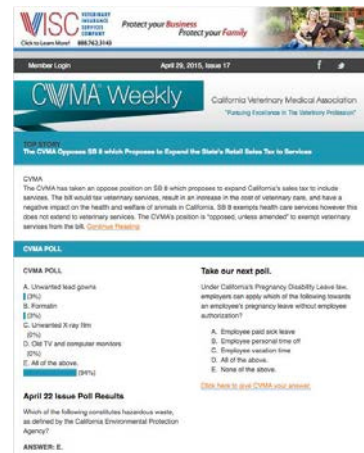 VISC VETERINARY INSURANCE SERVICES COMPANY
Protect your Business
Protect your Family
Click to Learn More! 888.762.3143
Member Login April 29, 2015, Issue 17 f
CVMA Weekly
California Veterinary Medical Association
"Pursuing Excellence in The Veterinary Profession"
TOP STORY
The CVMA Opposes SB 8 which Proposes to Expand the State's Retail Sales Tax to Services
CVMA
The CVMA has taken an oppose position on SB 8 which proposes to expand California's sales tax to include
services. The bill would tax veterinary services, result in an increase in the cost of veterinary care, and have a
negative impact on the health and welfare of animals in California. SB 8 exempts health care services however this
does not extend to veterinary services. The CVMA's position is "opposed, unless amended" to exempt veterinary
services from the bill. Continue Reading
CVMA POLL
CVMA POLL
A. Unwanted lead gowns
(3%)
B. Formalin
(3%)
C. Unwanted X-ray film
(0%)
D. Old TV and computer monitors
(0%)
E. All of the above.
(94%)
April 22 Issue Poll Results
Which of the following constitutes hazardous waste,
as defined by the California Environmental Protection
Agency?
ANSWER: E.
Take our next poll.
Under California's Pregnancy Disability Leave law,
employers can apply which of the following towards
an employee's pregnancy leave without employee
authorization?
A. Employee paid sick leave
B. Employee personal time off
C. Employee vacation time
D. All of the above.
E. None of the above.
Click here to give CVMA your answer.